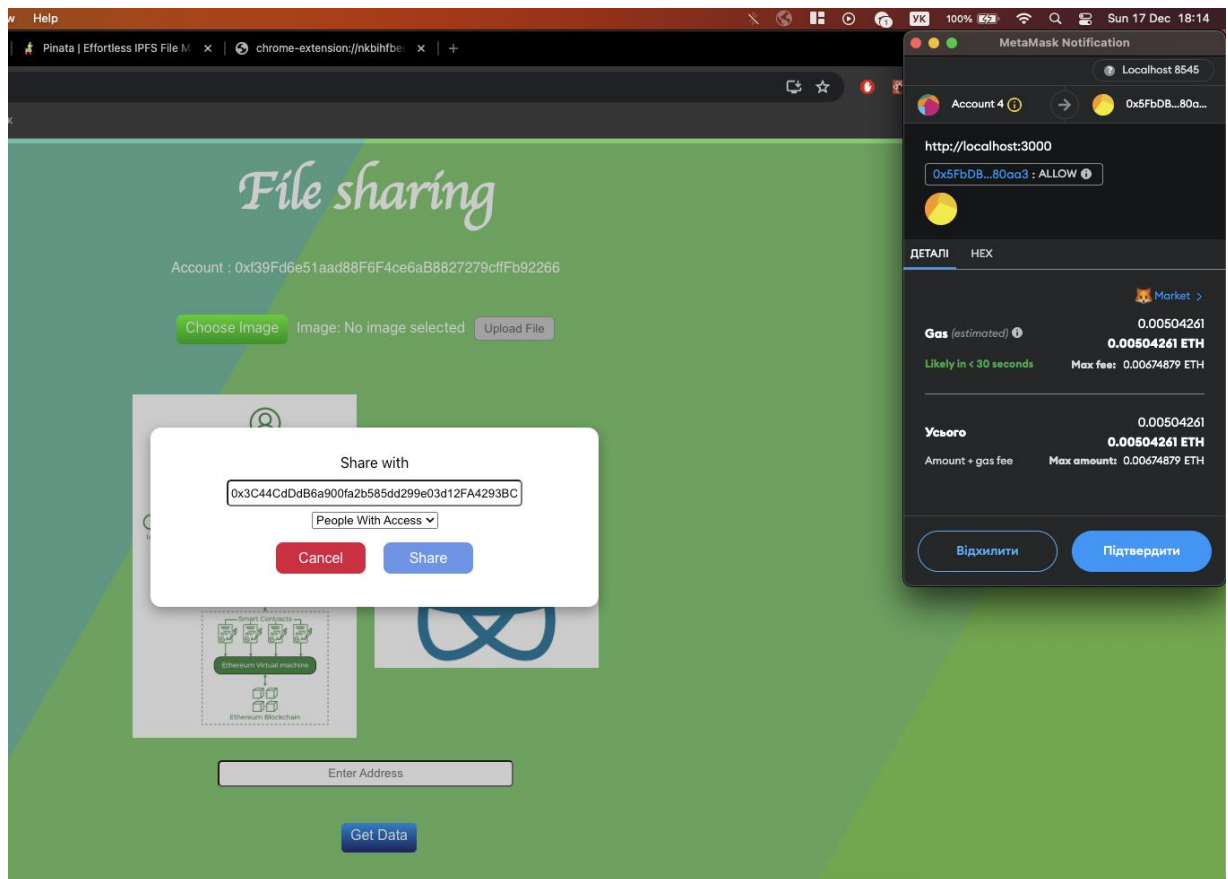 w Help
УК 100% Sun 17 Dec 18:14
Pinata | Effortless IPFS File M
chrome-extension://nkbihfbe
File sharing
Account : 0xf39Fd6e51aad88F6F4ce6aB8827279cffFb92266
Choose Image Image: No image selected Upload File
Share with
0x3C44CdDdB6a900fa2b585dd299e03d12FA4293BC
People With Access
Cancel Share
Smart Contracts
Ethereum Virtual machine
Ethereum Blockchain
Enter Address
Get Data
MetaMask Notification
Localhost 8545
Account 4 0x5FbDB...80a...
http://localhost:3000
0x5FbDB...80aa3 : ALLOW
ДЕТАЛІ HEX
Market >
0.00504261
Gas (estimated) 0.00504261 ETH
Likely in < 30 seconds Max fee: 0.00674879 ETH
0.00504261
Усього 0.00504261 ETH
Amount + gas fee Max amount: 0.00674879 ETH
Відхилити Підтвердити